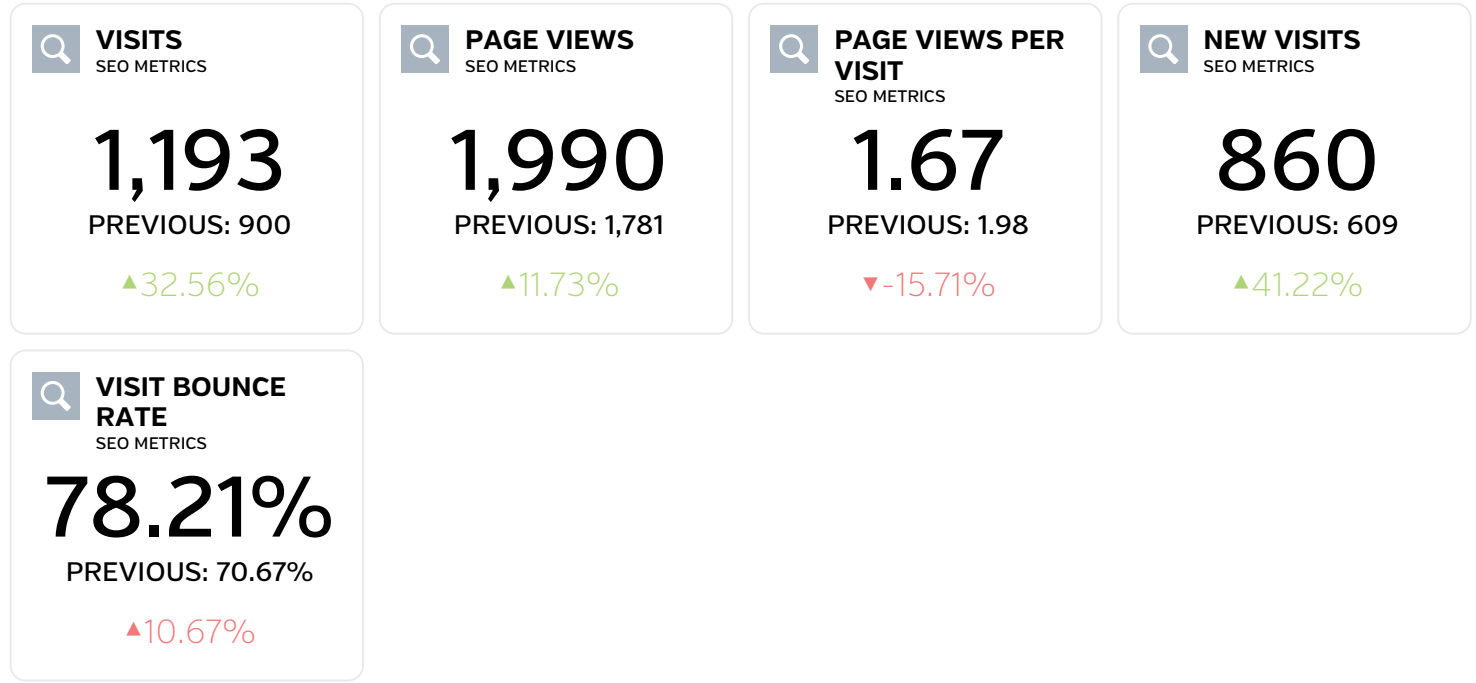 VISITS
SEO METRICS
1,193
PREVIOUS: 900
▲32.56%
PAGE VIEWS
SEO METRICS
1,990
PREVIOUS: 1,781
▲11.73%
PAGE VIEWS PER
VISIT
SEO METRICS
1.67
PREVIOUS: 1.98
▼-15.71%
NEW VISITS
SEO METRICS
860
PREVIOUS: 609
▲41.22%
VISIT BOUNCE
RATE
SEO METRICS
78.21%
PREVIOUS: 70.67%
▲10.67%